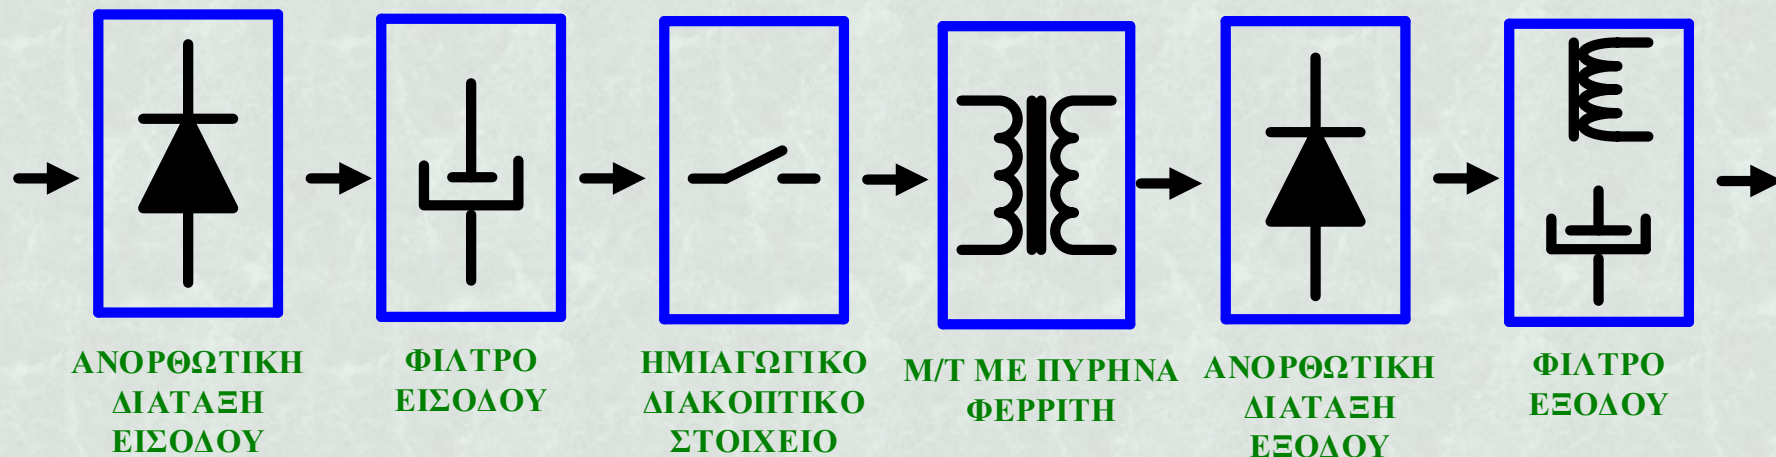 ΑΝΟΡΘΩΤΙΚΗ
ΔΙΑΤΑΞΗ
ΕΙΣΟΔΟΥ
ΦΙΛΤΡΟ
ΕΙΣΟΔΟΥ
ΗΜΙΑΓΩΓΙΚΟ
ΔΙΑΚΟΠΤΙΚΟ
ΣΤΟΙΧΕΙΟ
Μ/Τ ΜΕ ΠΥΡΗΝΑ
ΦΕΡΡΙΤΗ
ΑΝΟΡΘΩΤΙΚΗ
ΔΙΑΤΑΞΗ
ΕΞΟΔΟΥ
ΦΙΛΤΡΟ
ΕΞΟΔΟΥ